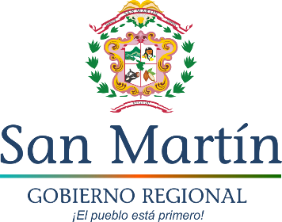 San Martín
GOBIERNO REGIONAL
¡El pueblo está primero!